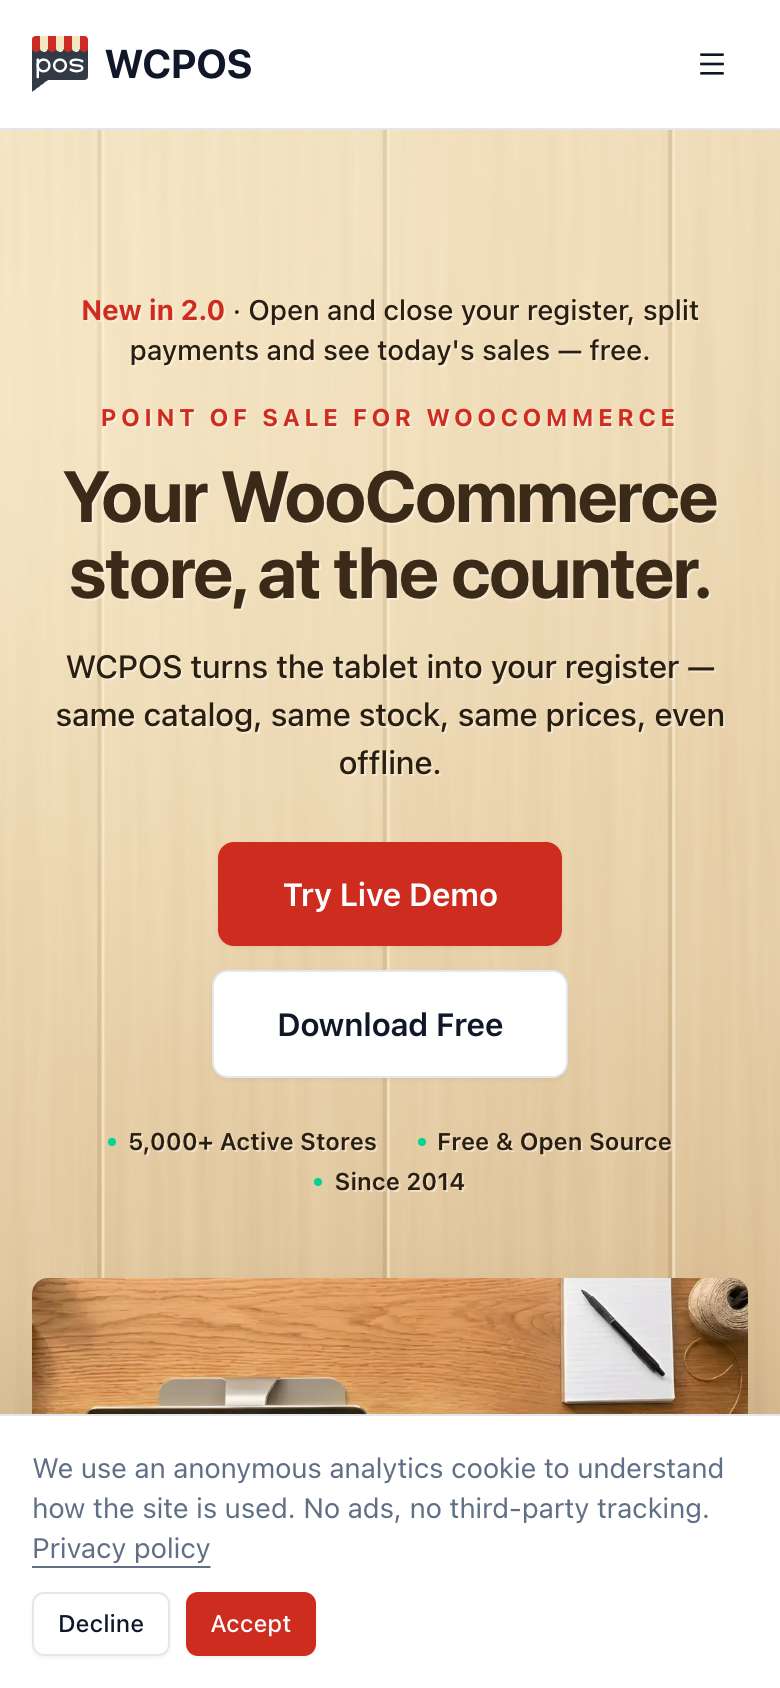 pos WCPOS
New in 2.0 · Open and close your register, split
payments and see today's sales — free.
POINT OF SALE FOR WOOCOMMERCE
Your WooCommerce
store, at the counter.
WCPOS turns the tablet into your register —
same catalog, same stock, same prices, even
offline.
Try Live Demo
Download Free
5,000+ Active Stores
Free & Open Source
Since 2014
We use an anonymous analytics cookie to understand
how the site is used. No ads, no third-party tracking.
Privacy policy
Decline
Accept